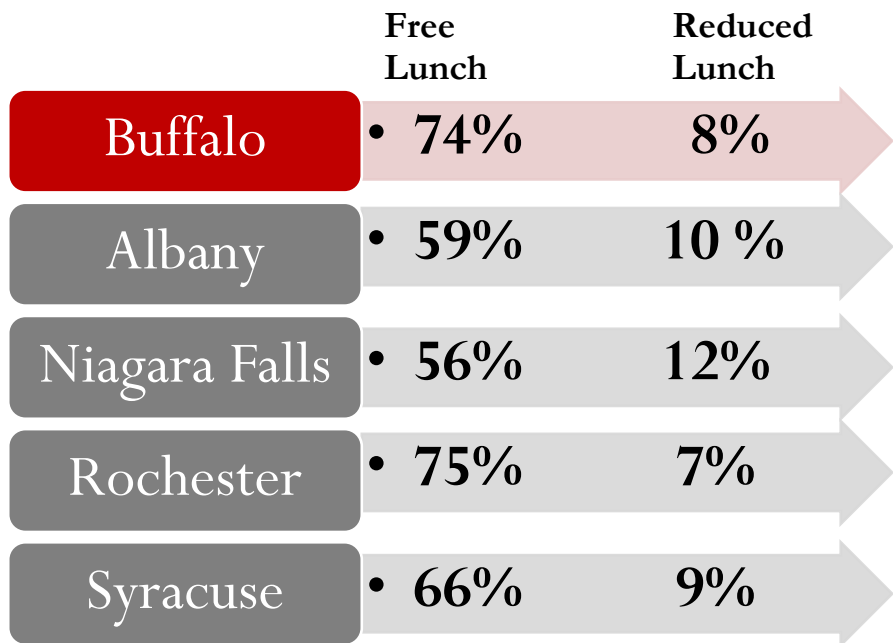 Free Reduced
Lunch Lunch
Buffalo • 74% 8%
Albany • 59% 10 %
Niagara Falls • 56% 12%
Rochester • 75% 7%
Syracuse • 66% 9%